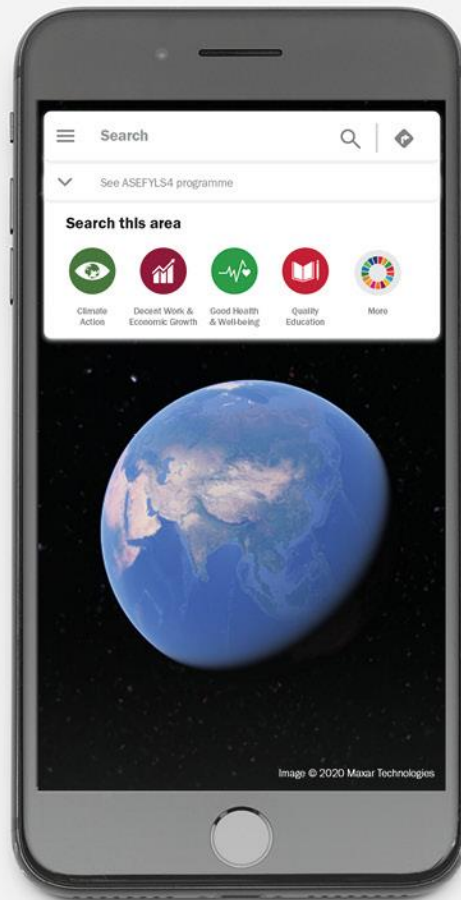 Search
See ASEFYLS4 programme
Search this area
Climate
Action
Decent Work &
Economic Growth
Good Health
& Well-being
Quality
Education
More
Image © 2020 Maxar Technologies